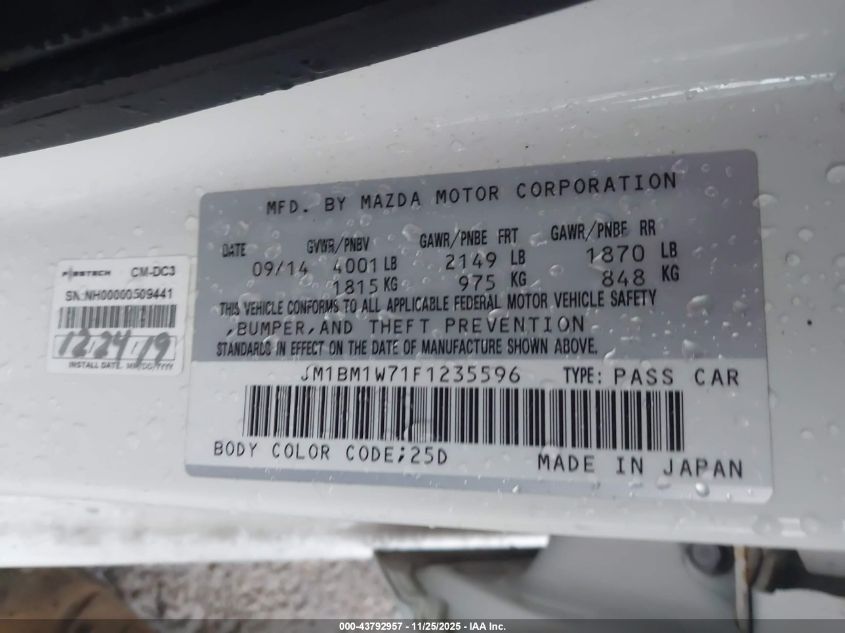 MFD. BY MAZDA MOTOR CORPORATION
DATE GVWR/PNBV GAWR/PNBE FRT GAWR/PNBE RR
09/14 4001 LB 2149 LB 1870 LB
1815 KG 975 KG 848 KG
THIS VEHICLE CONFORMS TO ALL APPLICABLE FEDERAL MOTOR VEHICLE SAFETY
,BUMPER,AND THEFT PREVENTION
STANDARDS IN EFFECT ON THE DATE OF MANUFACTURE SHOWN ABOVE.
JM1BM1W71F1235596 TYPE: PASS CAR
BODY COLOR CODE;25D MADE IN JAPAN
FIRSTECH CM-DC3
SN:NH00000509441
12 24 19
INSTALL DATE. MM/DD/YYYY
000-43792957 - 11/25/2025 - © IAA Inc.